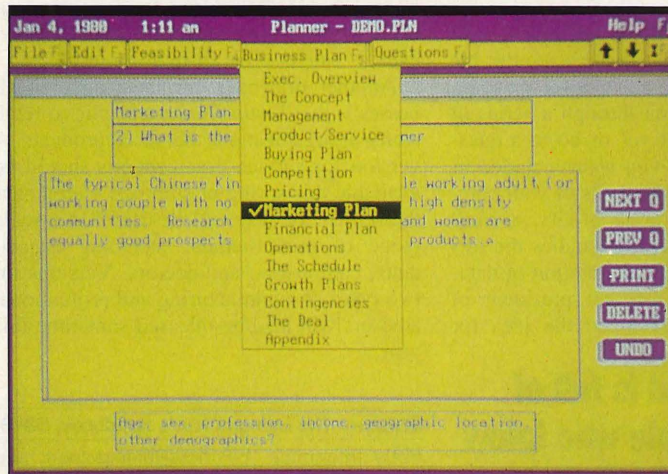 Jan 4, 1980 1:11 am Planner - DEMO.PLN Help F
File F Edit F Feasibility F4 Business Plan F5 Questions F6
Exec. Overview
The Concept
Management
Product/Service
Buying Plan
Competition
Pricing
✓Marketing Plan
Financial Plan
Operations
The Schedule
Growth Plans
Contingencies
The Deal
Appendix
Marketing Plan
2) What is the ner
The typical Chinese Kin le working adult (or
working couple with no high density
communities. Research and women are
equally good prospects products
NEXT Q
PREV Q
PRINT
DELETE
UNDO
Age, sex, profession, income, geographic location,
other demographics?